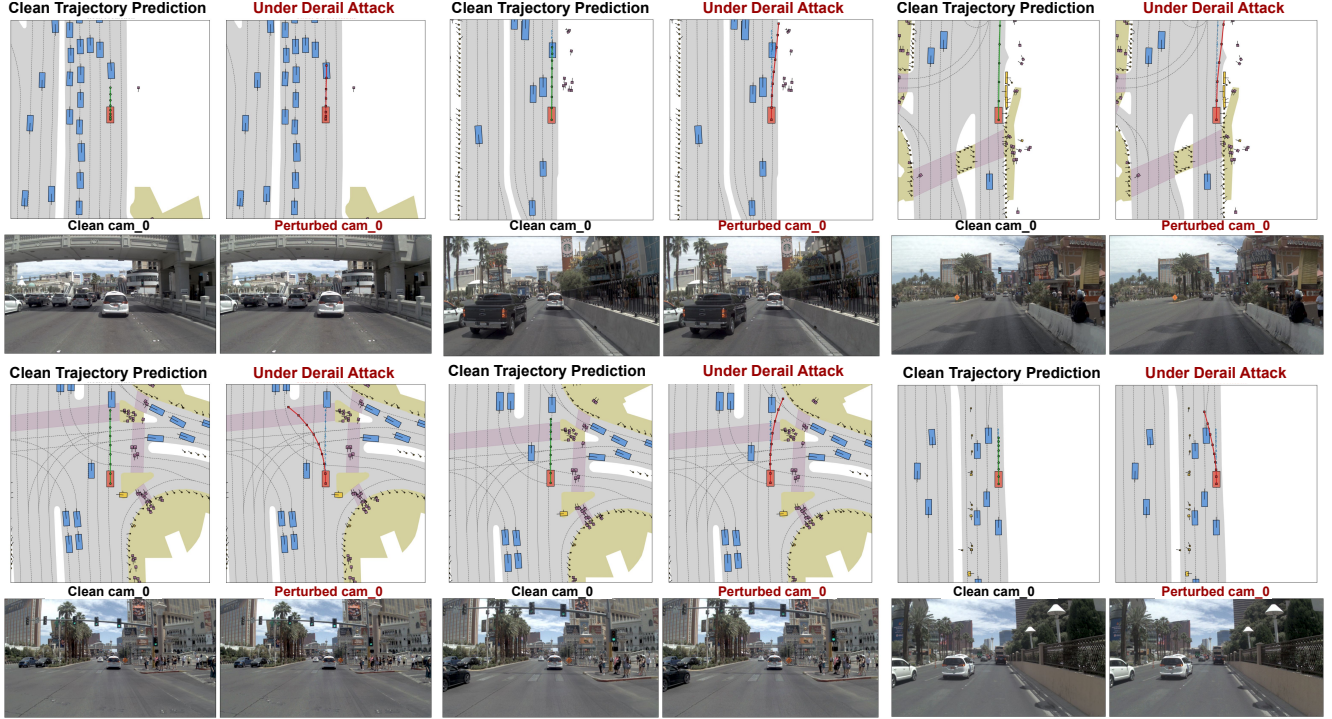 Clean Trajectory Prediction Under Derail Attack Clean Trajectory Prediction Under Derail Attack Clean Trajectory Prediction Under Derail Attack
Clean cam_0 Perturbed cam_0 Clean cam_0 Perturbed cam_0 Clean cam_0 Perturbed cam_0
Clean Trajectory Prediction Under Derail Attack Clean Trajectory Prediction Under Derail Attack Clean Trajectory Prediction Under Derail Attack
Clean cam_0 Perturbed cam_0 Clean cam_0 Perturbed cam_0 Clean cam_0 Perturbed cam_0